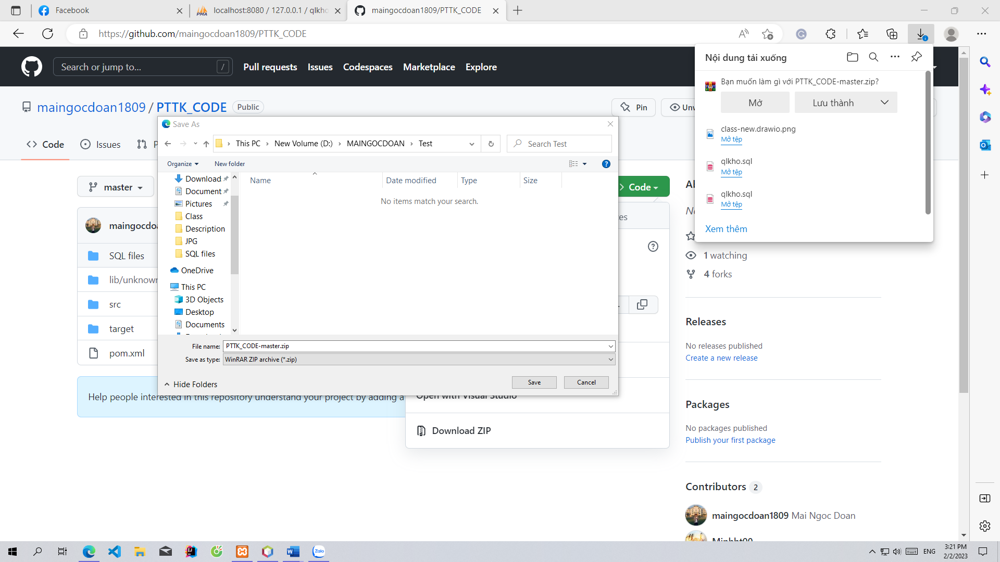 Facebook
localhost:8080 / 127.0.0.1 / qlkho
maingocdoan1809/PTTK_CODE
https://github.com/maingocdoan1809/PTTK_CODE
Search or jump to...
/
Pull requests
Issues
Codespaces
Marketplace
Explore
Nội dung tải xuống
Bạn muốn làm gì với PTTK_CODE-master.zip?
Mở
Lưu thành
class-new.drawio.png
Mở tệp
qlkho.sql
Mở tệp
qlkho.sql
Mở tệp
Xem thêm
maingocdoan1809 / PTTK_CODE
Public
Pin
Code
Issues
Save As
This PC
New Volume (D:)
MAINGOCDOAN
Test
Search Test
Organize
New folder
Name
Date modified
Type
Size
No items match your search.
Download
Document
Pictures
Class
Description
JPG
SQL files
OneDrive
This PC
3D Objects
Desktop
Documents
File name:
PTTK_CODE-master.zip
Save as type:
WinRAR ZIP archive (*.zip)
Hide Folders
Save
Cancel
master
Code
SQL files
src
target
pom.xml
Help people interested in this repository understand your project by adding a
Open with Visual Studio
Download ZIP
1 watching
4 forks
Releases
No releases published
Create a new release
Packages
No packages published
Publish your first package
Contributors 2
maingocdoan1809 Mai Ngoc Doan
Minhht00
PMA
Zalo
ENG
3:21 PM
2/2/2023